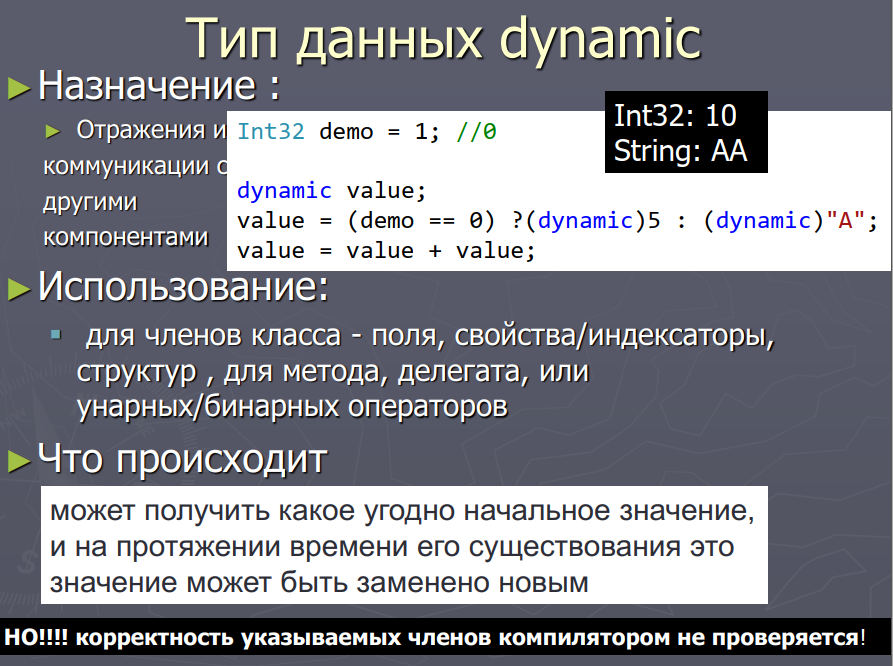 Тип данных dynamic
Назначение :
Отражения и
коммуникации с
другими
компонентами
Int32 demo = 1; //0
dynamic value;
value = (demo == 0) ?(dynamic)5 : (dynamic)"A";
value = value + value;
Int32: 10
String: AA
Использование:
для членов класса - поля, свойства/индексаторы,
структур , для метода, делегата, или
унарных/бинарных операторов
Что происходит
может получить какое угодно начальное значение,
и на протяжении времени его существования это
значение может быть заменено новым
НО!!!! корректность указываемых членов компилятором не проверяется!